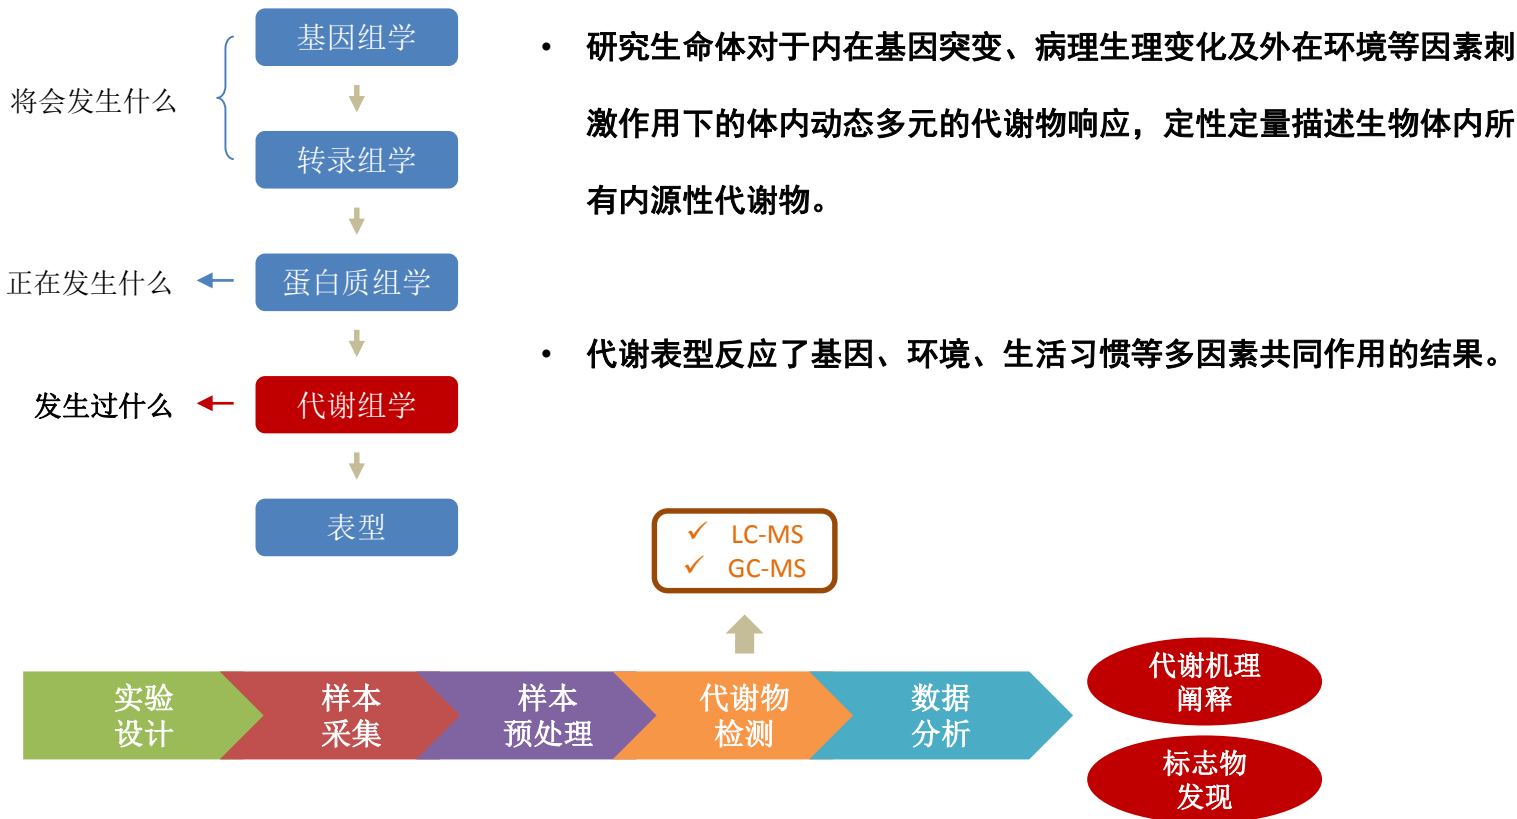 基因组学
将会发生什么
转录组学
正在发生什么
蛋白质组学
发生过什么
代谢组学
表型
• 研究生命体对于内在基因突变、病理生理变化及外在环境等因素刺
激作用下的体内动态多元的代谢物响应，定性定量描述生物体内所
有内源性代谢物。
• 代谢表型反应了基因、环境、生活习惯等多因素共同作用的结果。
✓ LC-MS
✓ GC-MS
实验
设计
样本
采集
样本
预处理
代谢物
检测
数据
分析
代谢机理
阐释
标志物
发现